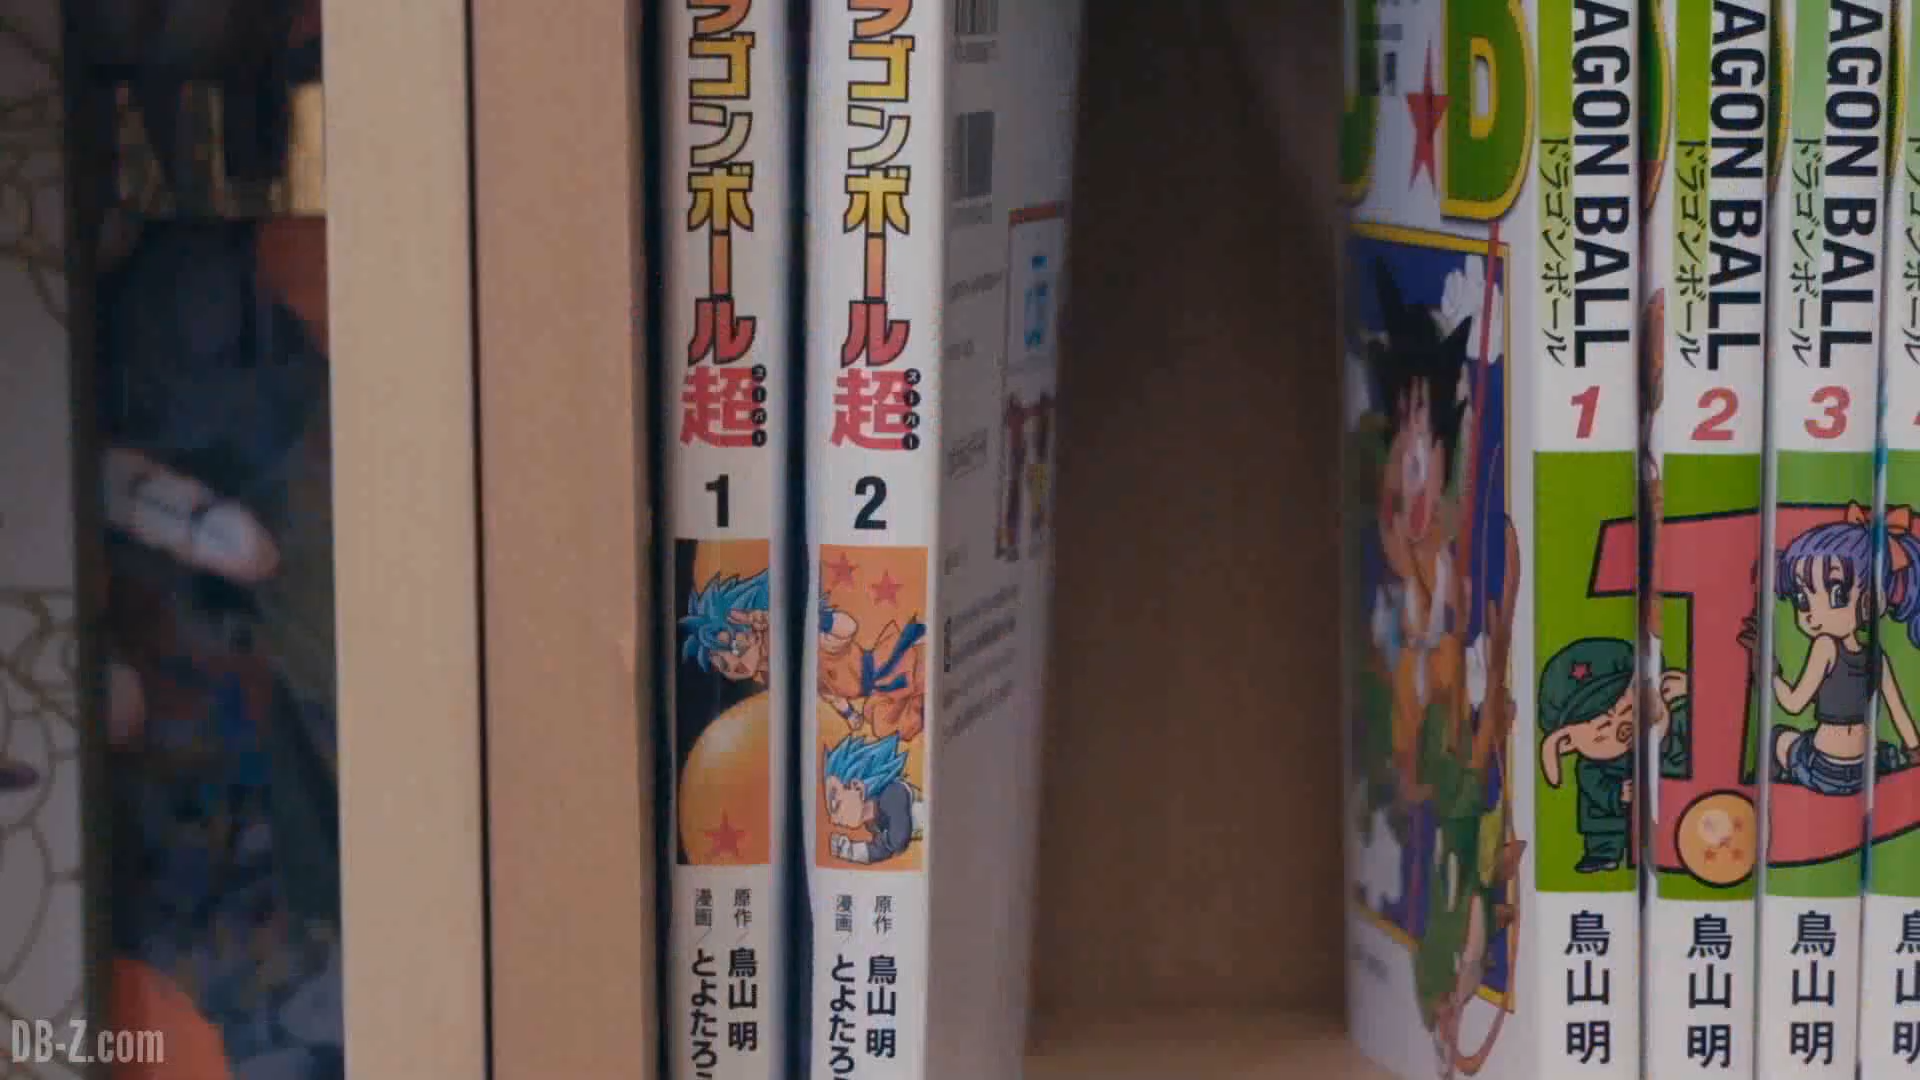 ラゴンボール超
スーパー
1
漫画/とよたろ
原作/鳥山明
ラゴンボール超
スーパー
2
漫画/とよたろ
原作/鳥山明
D
AGON BALL
ドラゴンボール
1
鳥山明
AGON BALL
ドラゴンボール
2
鳥山明
AGON BALL
ドラゴンボール
3
鳥山明
DB-Z.com